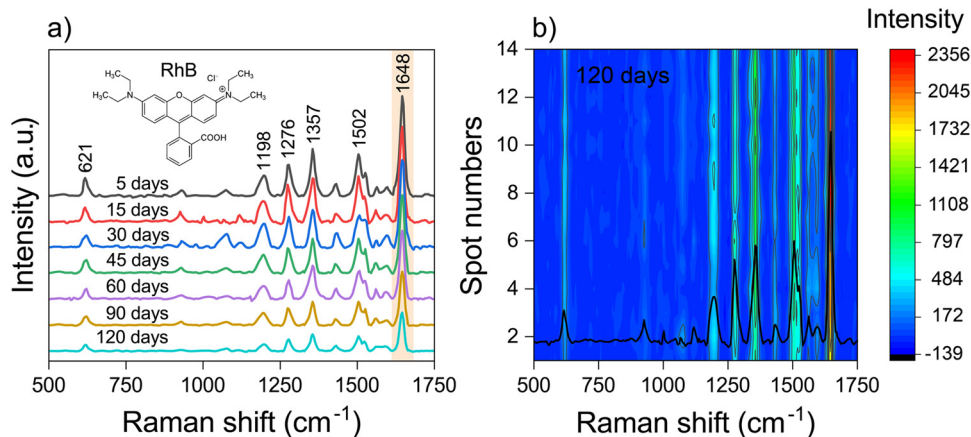 a)
RhB
Cl⁻
H₃C
CH₃
H₃C
N
O
N⁺
CH₃
CH₃
COOH
621
1198
1276
1357
1502
1648
5 days
15 days
30 days
45 days
60 days
90 days
120 days
Intensity (a.u.)
500 750 1000 1250 1500 1750
Raman shift (cm⁻¹)
b)
120 days
Spot numbers
14
12
10
8
6
4
2
500 750 1000 1250 1500 1750
Raman shift (cm⁻¹)
Intensity
2356
2045
1732
1420
1108
797
484
172
-139